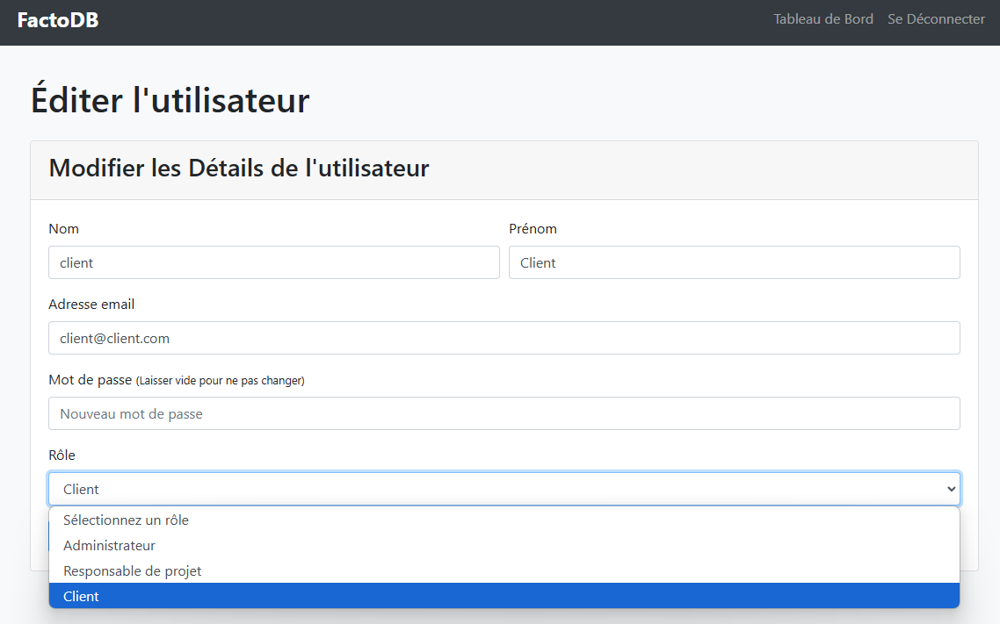 FactoDB
Tableau de Bord Se Déconnecter
Éditer l'utilisateur
Modifier les Détails de l'utilisateur
Nom Prénom
client Client
Adresse email
client@client.com
Mot de passe (Laisser vide pour ne pas changer)
Nouveau mot de passe
Rôle
Client
Sélectionnez un rôle
Administrateur
Responsable de projet
Client